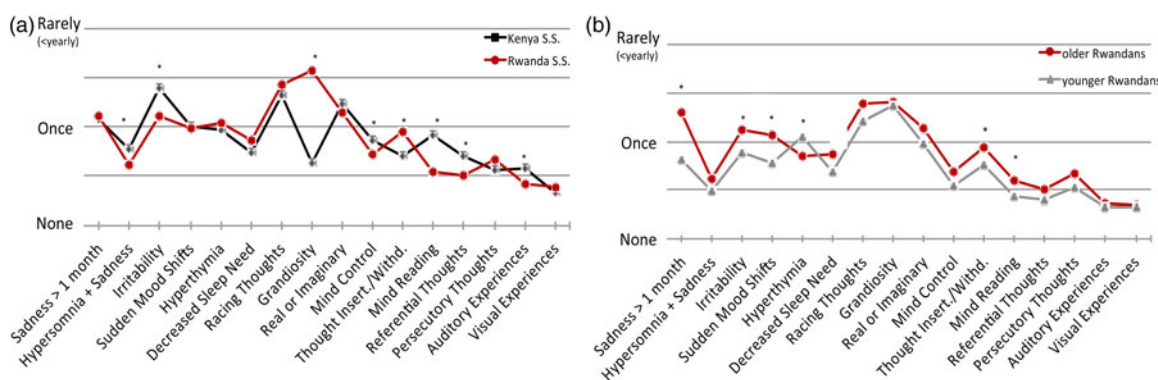 (a)
Rarely
(<yearly)
Kenya S.S.
Rwanda S.S.
* * * * * * * *
Once
None
Sadness > 1 month
Hypersomnia + Sadness
Irritability
Sudden Mood Shifts
Hyperthymia
Decreased Sleep Need
Racing Thoughts
Grandiosity
Real or Imaginary
Mind Control
Thought Insert./Withd.
Mind Reading
Referential Thoughts
Persecutory Thoughts
Auditory Experiences
Visual Experiences
(b)
Rarely
(<yearly)
older Rwandans
younger Rwandans
* * * * * *
Once
None
Sadness > 1 month
Hypersomnia + Sadness
Irritability
Sudden Mood Shifts
Hyperthymia
Decreased Sleep Need
Racing Thoughts
Grandiosity
Real or Imaginary
Mind Control
Thought Insert./Withd.
Mind Reading
Referential Thoughts
Persecutory Thoughts
Auditory Experiences
Visual Experiences